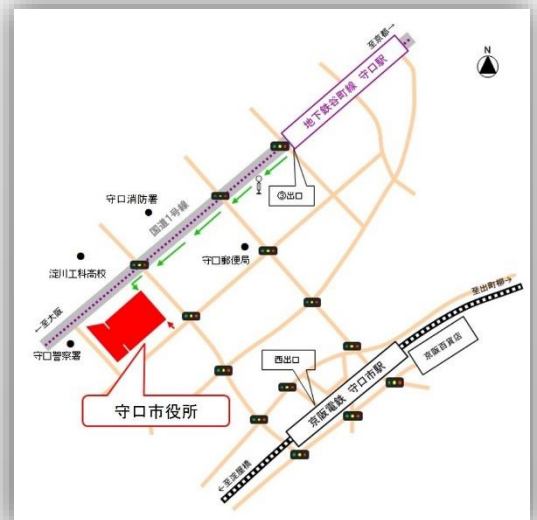 至京都→
N
地下鉄谷町線 守口駅
③出口
守口消防署
国道1号線
守口郵便局
淀川工科高校
←至大阪
守口警察署
守口市役所
至出町柳→
京阪百貨店
西出口
京阪電鉄 守口市駅
←至淀屋橋